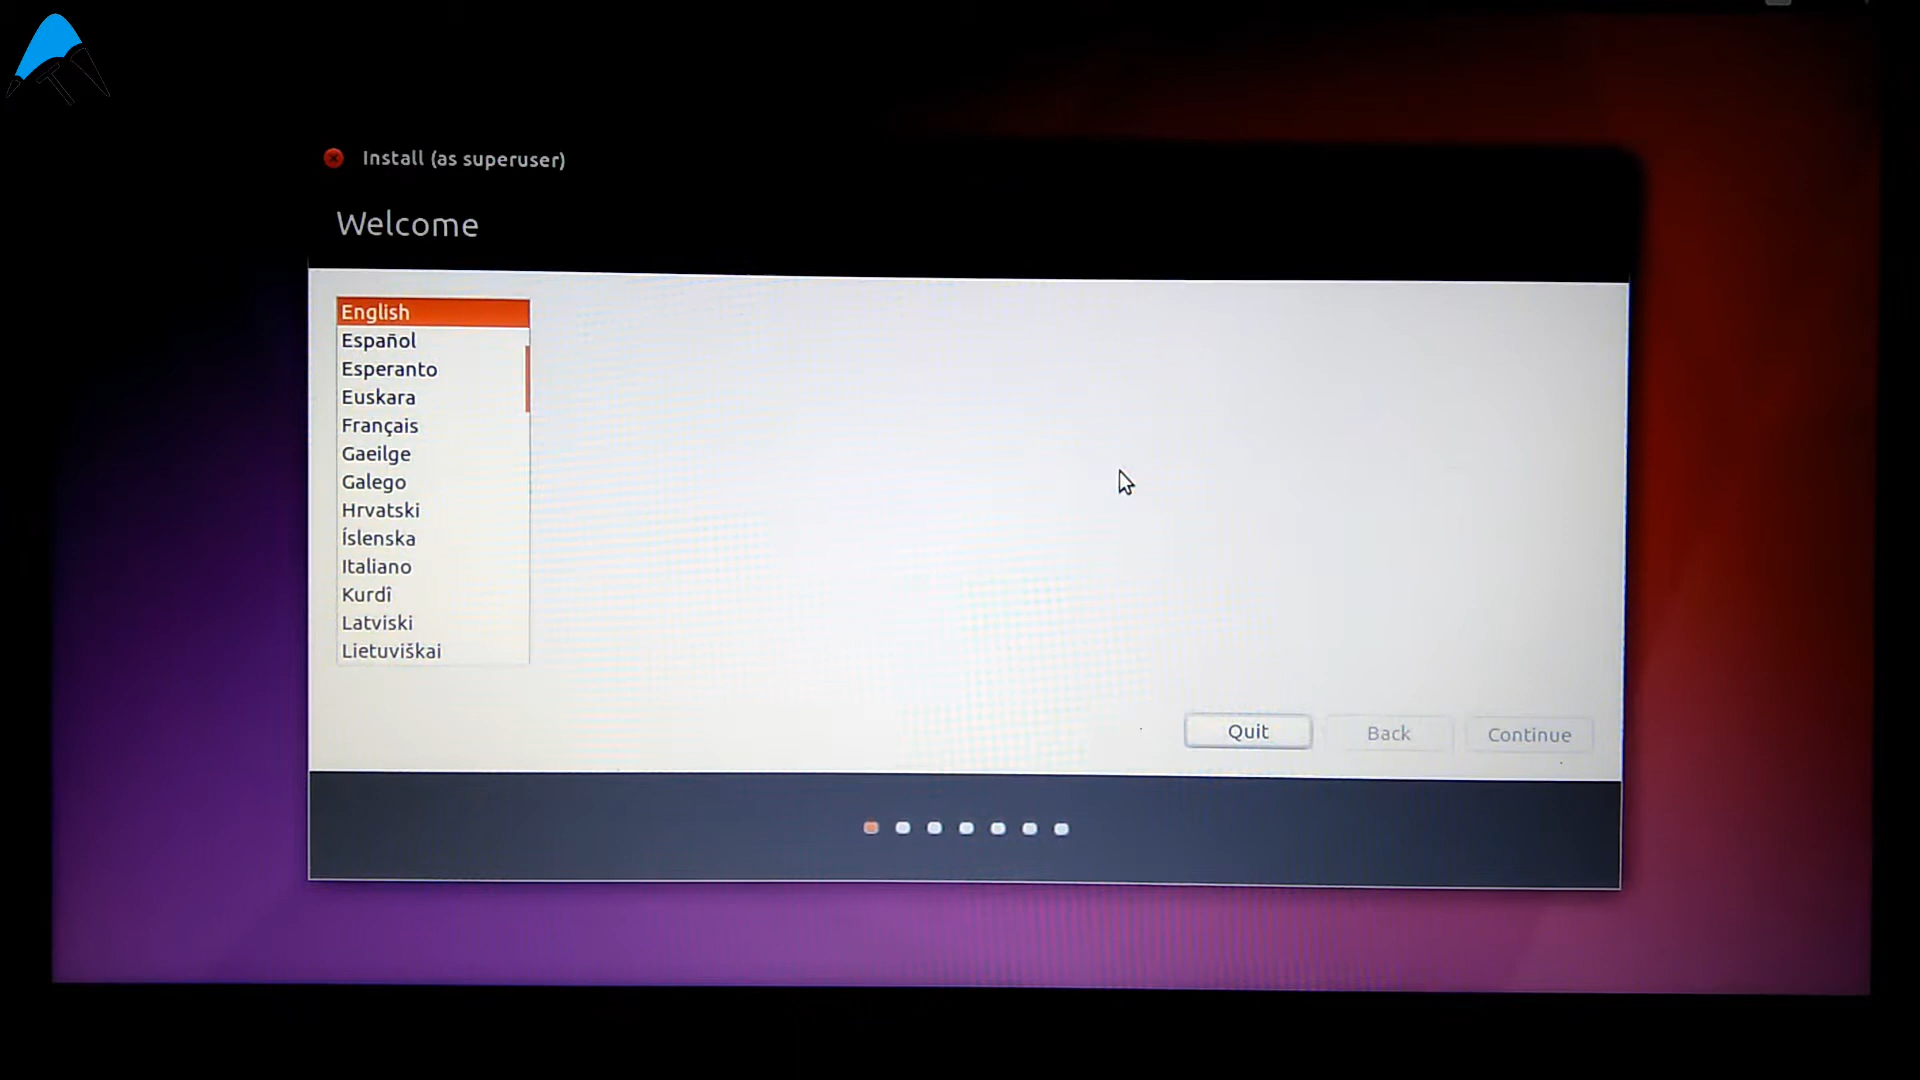 Install (as superuser)
Welcome
English
Español
Esperanto
Euskara
Français
Gaeilge
Galego
Hrvatski
Íslenska
Italiano
Kurdî
Latviski
Lietuviškai
Quit
Back
Continue